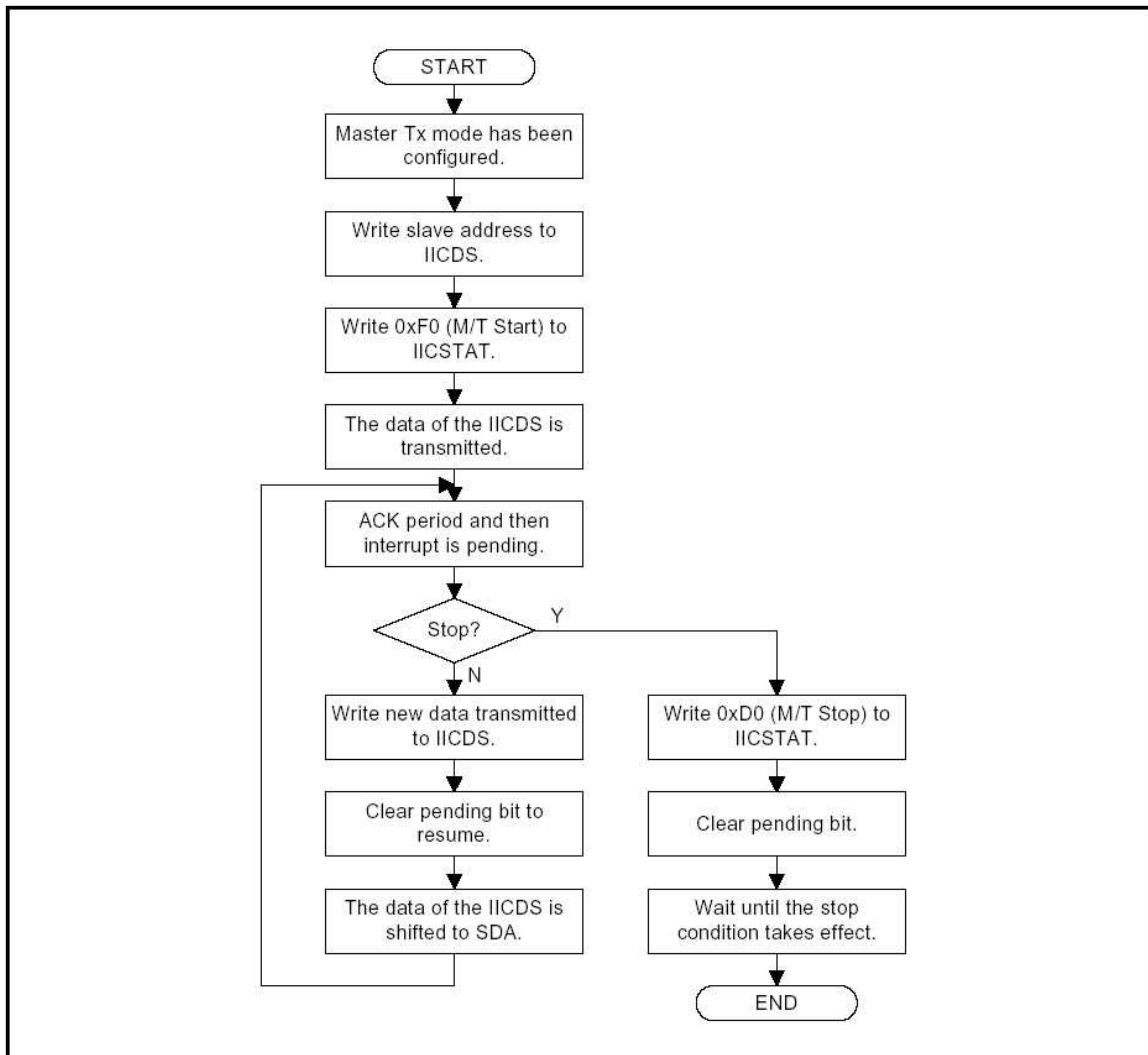 START
Master Tx mode has been
configured.
Write slave address to
IICDS.
Write 0xF0 (M/T Start) to
IICSTAT.
The data of the IICDS is
transmitted.
ACK period and then
interrupt is pending.
Stop?
Y
N
Write new data transmitted
to IICDS.
Clear pending bit to
resume.
The data of the IICDS is
shifted to SDA.
Write 0xD0 (M/T Stop) to
IICSTAT.
Clear pending bit.
Wait until the stop
condition takes effect.
END